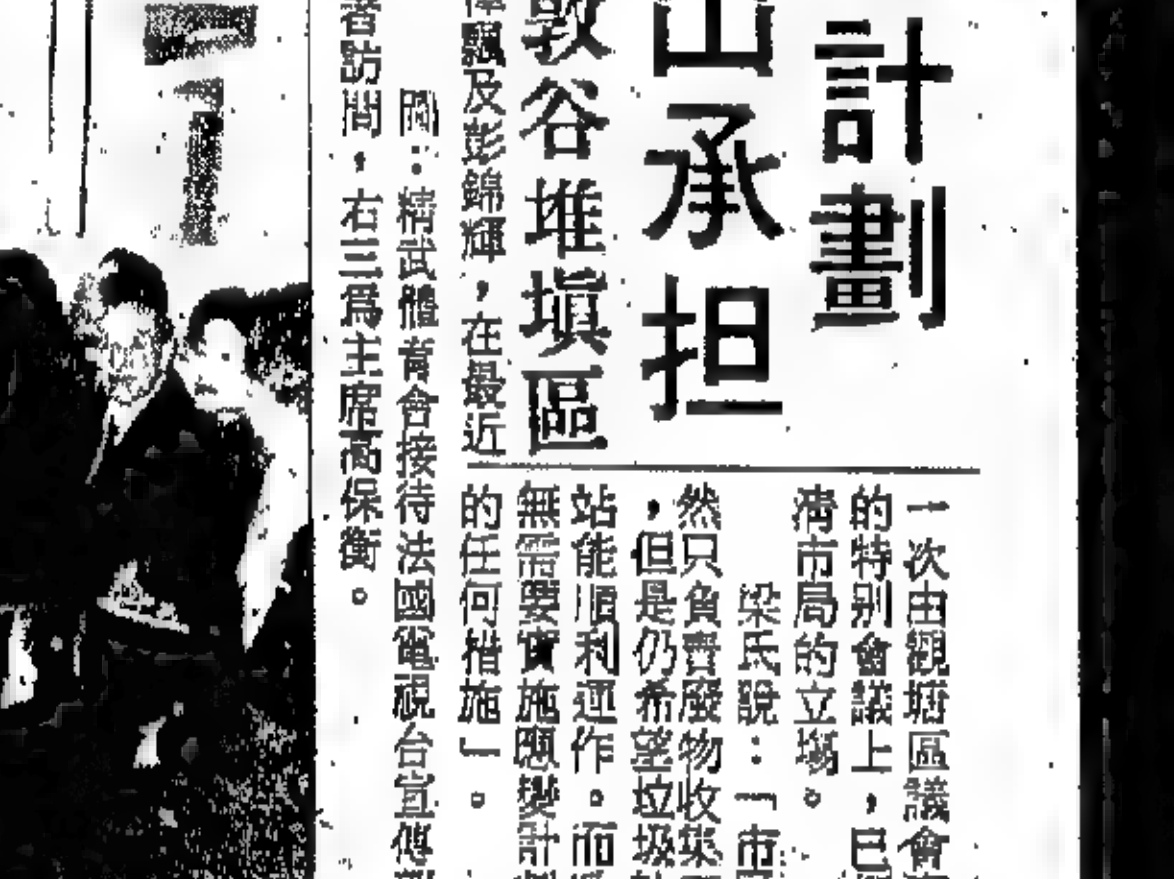 計劃
承担
敦谷堆塡區
飄及彭錦輝，在最近
一次由觀塘區議會
的特別會議上，已
清市局的立場。
梁氏說：「市
然只負責廢物收集
，但是仍希望垃圾
站能順利運作。而
無需要實施應變計
的任何措施」。
圖：精武體育會接待法國電視台宣傳
者訪問，右三爲主席高保衡。